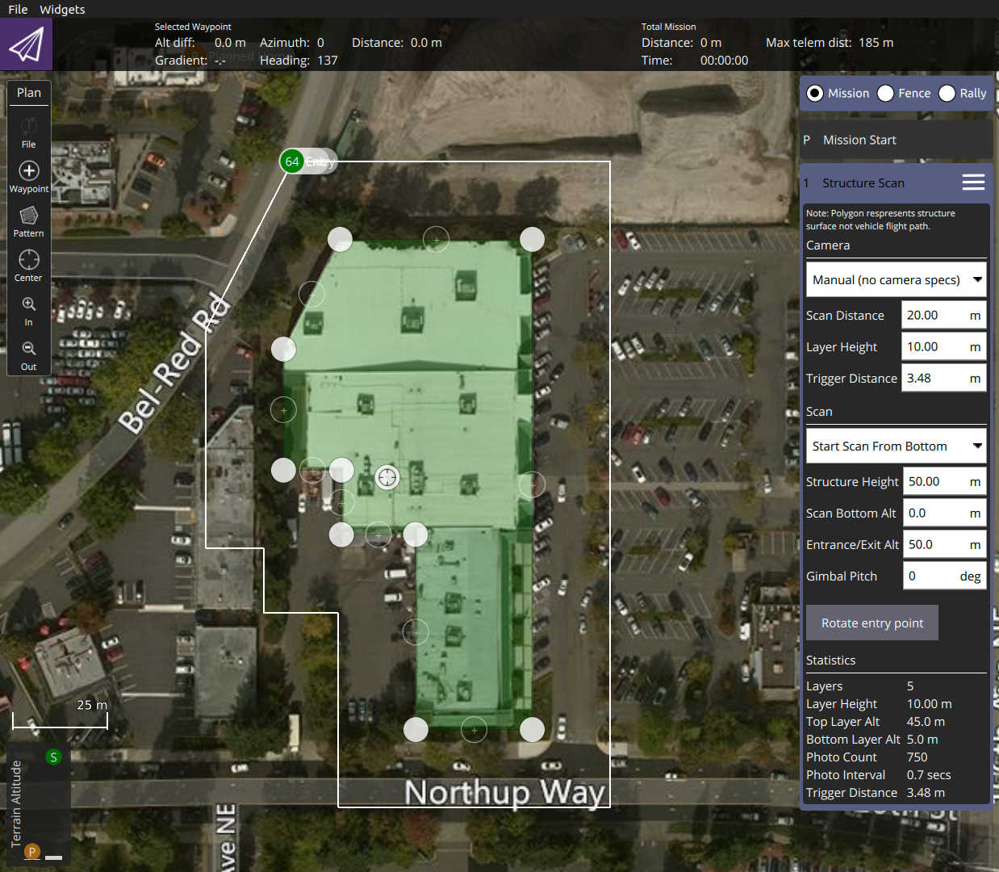 File Widgets
Selected Waypoint
Alt diff: 0.0 m Azimuth: 0 Distance: 0.0 m
Gradient: -.- Heading: 137
Total Mission
Distance: 0 m Max telem dist: 185 m
Time: 00:00:00
Plan
File
Waypoint
Pattern
Center
In
Out
64 Entry
Bel-Red Rd
Northup Way
Ave NE
25 m
Terrain Altitude
S
P
Mission Fence Rally
P Mission Start
1 Structure Scan
Note: Polygon respresents structure
surface not vehicle flight path.
Camera
Manual (no camera specs)
Scan Distance 20.00 m
Layer Height 10.00 m
Trigger Distance 3.48 m
Scan
Start Scan From Bottom
Structure Height 50.00 m
Scan Bottom Alt 0.0 m
Entrance/Exit Alt 50.0 m
Gimbal Pitch 0 deg
Rotate entry point
Statistics
Layers 5
Layer Height 10.00 m
Top Layer Alt 45.0 m
Bottom Layer Alt 5.0 m
Photo Count 750
Photo Interval 0.7 secs
Trigger Distance 3.48 m